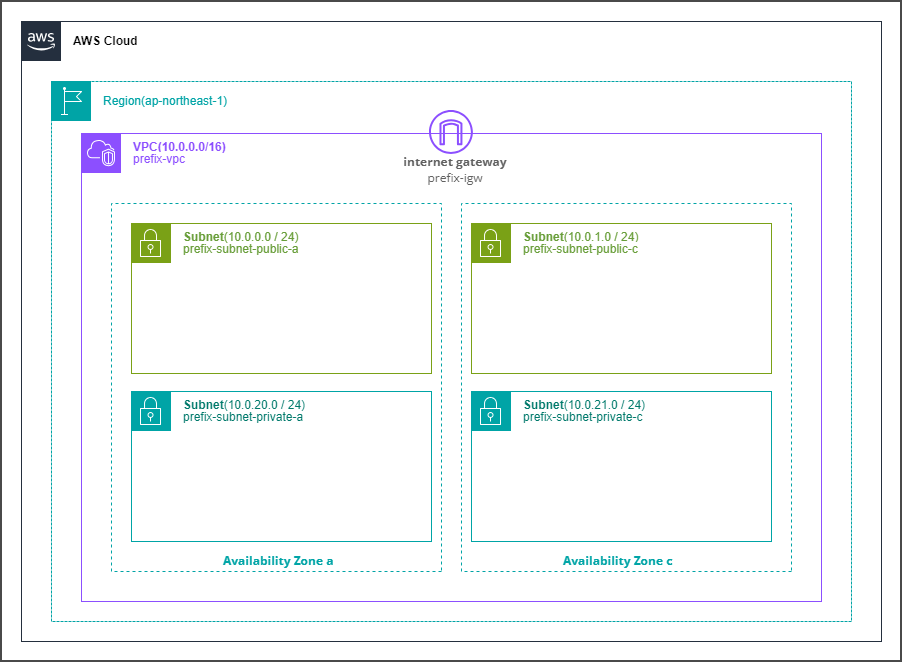 aws
AWS Cloud
Region(ap-northeast-1)
VPC(10.0.0.0/16)
prefix-vpc
internet gateway
prefix-igw
Subnet(10.0.0.0 / 24)
prefix-subnet-public-a
Subnet(10.0.1.0 / 24)
prefix-subnet-public-c
Subnet(10.0.20.0 / 24)
prefix-subnet-private-a
Subnet(10.0.21.0 / 24)
prefix-subnet-private-c
Availability Zone a
Availability Zone c